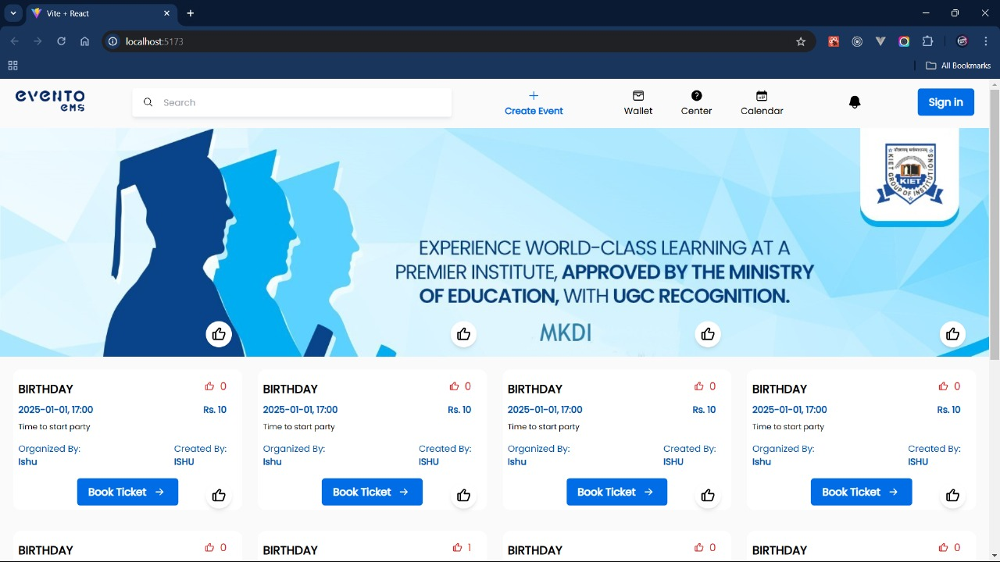 Vite + React
localhost:5173
All Bookmarks
EVENTO
EMS
Search
Create Event
Wallet
Center
Calendar
Sign in
KIET GROUP OF INSTITUTIONS
KIET
EXPERIENCE WORLD-CLASS LEARNING AT A
PREMIER INSTITUTE, APPROVED BY THE MINISTRY
OF EDUCATION, WITH UGC RECOGNITION.
MKDI
BIRTHDAY 0 BIRTHDAY 0 BIRTHDAY 0 BIRTHDAY 0
2025-01-01, 17:00 Rs. 10 2025-01-01, 17:00 Rs. 10 2025-01-01, 17:00 Rs. 10 2025-01-01, 17:00 Rs. 10
Time to start party Time to start party Time to start party Time to start party
Organized By: Created By: Organized By: Created By: Organized By: Created By: Organized By: Created By:
Ishu ISHU Ishu ISHU Ishu ISHU Ishu ISHU
Book Ticket Book Ticket Book Ticket Book Ticket
BIRTHDAY 0 BIRTHDAY 1 BIRTHDAY 0 BIRTHDAY 0